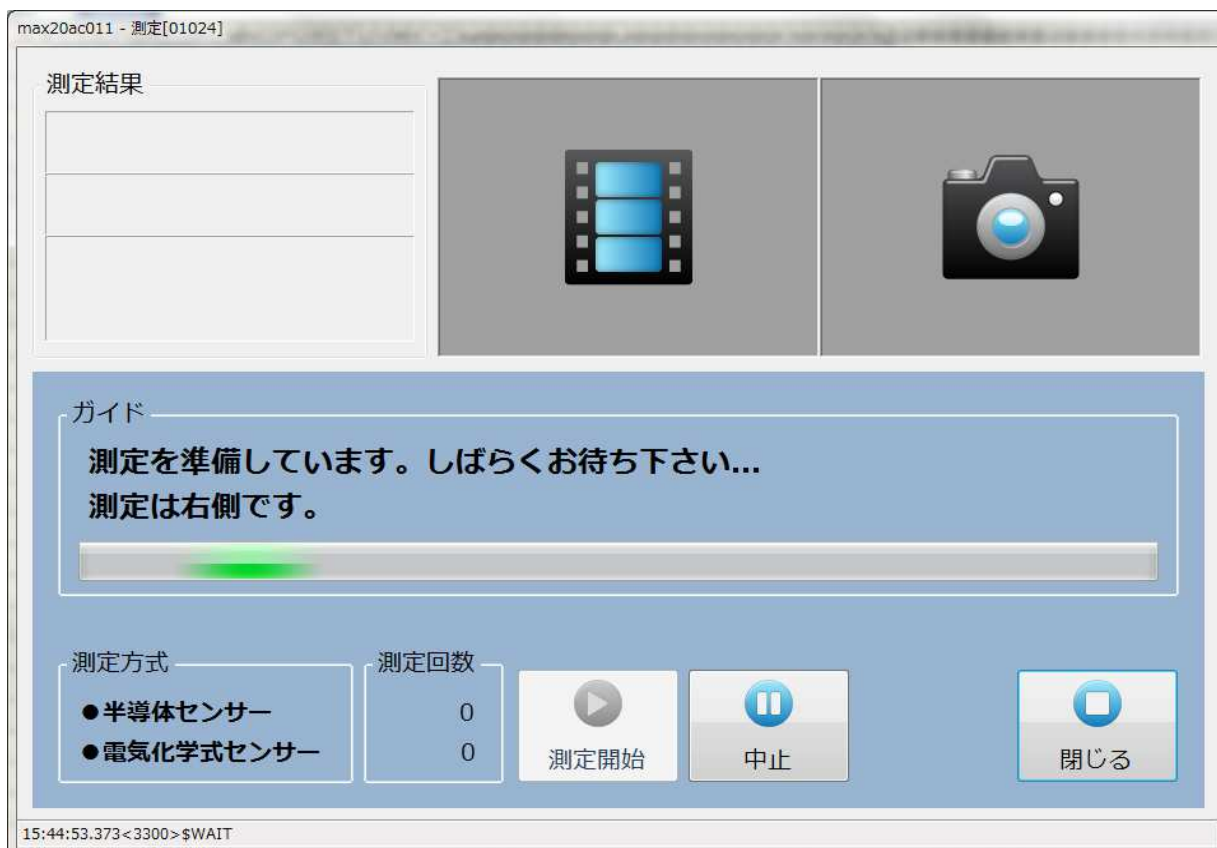 max20ac011 - 測定[01024]
測定結果
ガイド
測定を準備しています。しばらくお待ち下さい...
測定は右側です。
測定方式
測定回数
●半導体センサー
0
●電気化学式センサー
0
測定開始
中止
閉じる
15:44:53.373<3300>$WAIT